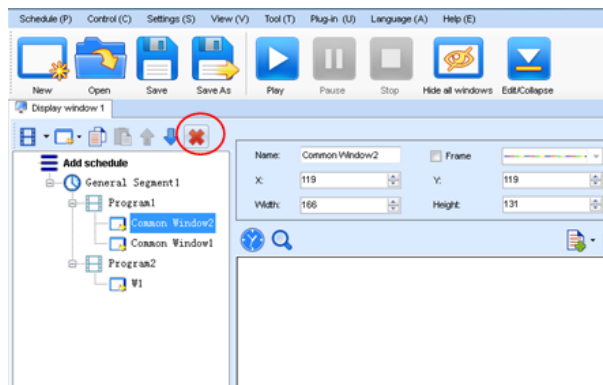 Schedule (P) Control (C) Settings (S) View (V) Tool (T) Plug-in (U) Language (A) Help (E)
New Open Save Save As Play Pause Stop Hide all windows Edit/Collapse
Display window 1
Add schedule
General Segment1
Program1
Common Window2
Common Window1
Program2
W1
Name: Common Window2 Frame
X: 119 Y: 119
Width: 166 Height: 131